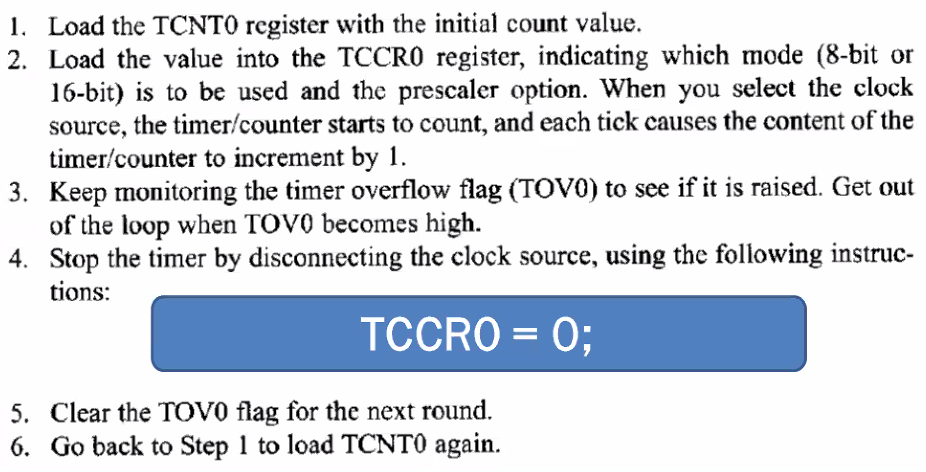 1. Load the TCNT0 register with the initial count value.
2. Load the value into the TCCR0 register, indicating which mode (8-bit or
16-bit) is to be used and the prescaler option. When you select the clock
source, the timer/counter starts to count, and each tick causes the content of the
timer/counter to increment by 1.
3. Keep monitoring the timer overflow flag (TOV0) to see if it is raised. Get out
of the loop when TOV0 becomes high.
4. Stop the timer by disconnecting the clock source, using the following instruc-
tions:
TCCR0 = 0;
5. Clear the TOV0 flag for the next round.
6. Go back to Step 1 to load TCNT0 again.